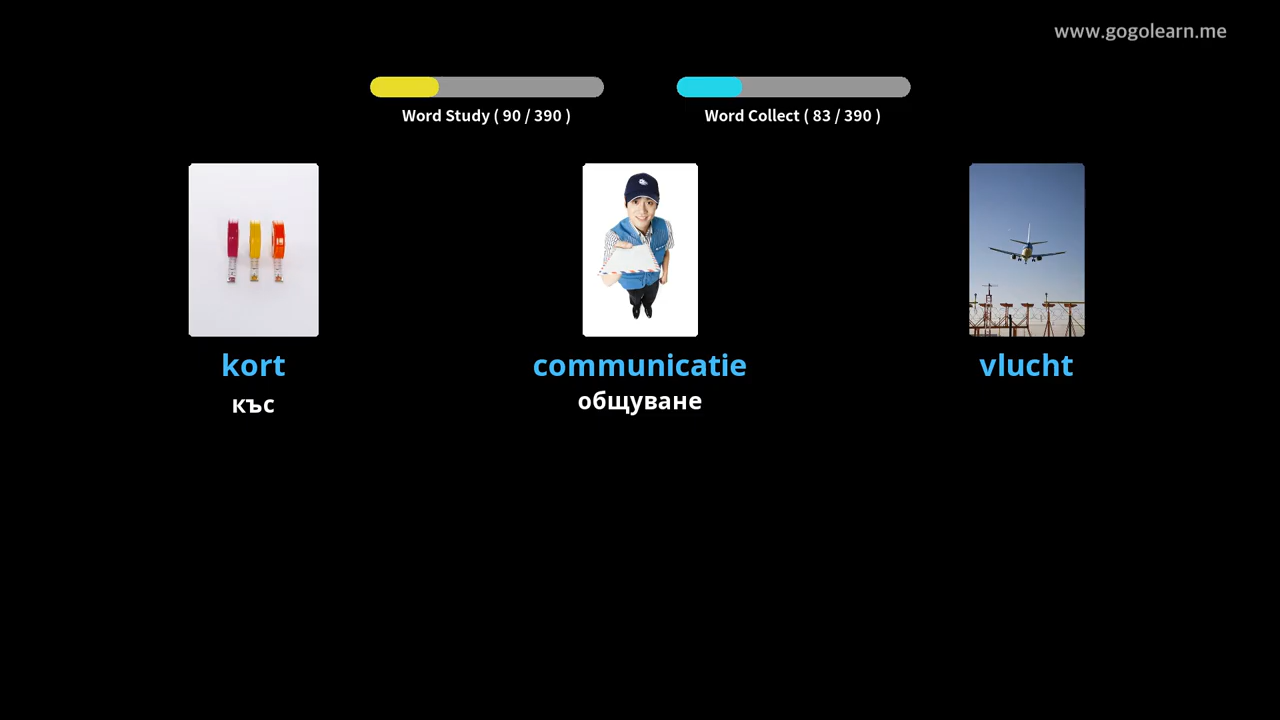 www.gogolearn.me
Word Study ( 90 / 390 )
Word Collect ( 83 / 390 )
kort
communicatie
vlucht
къс
общуване